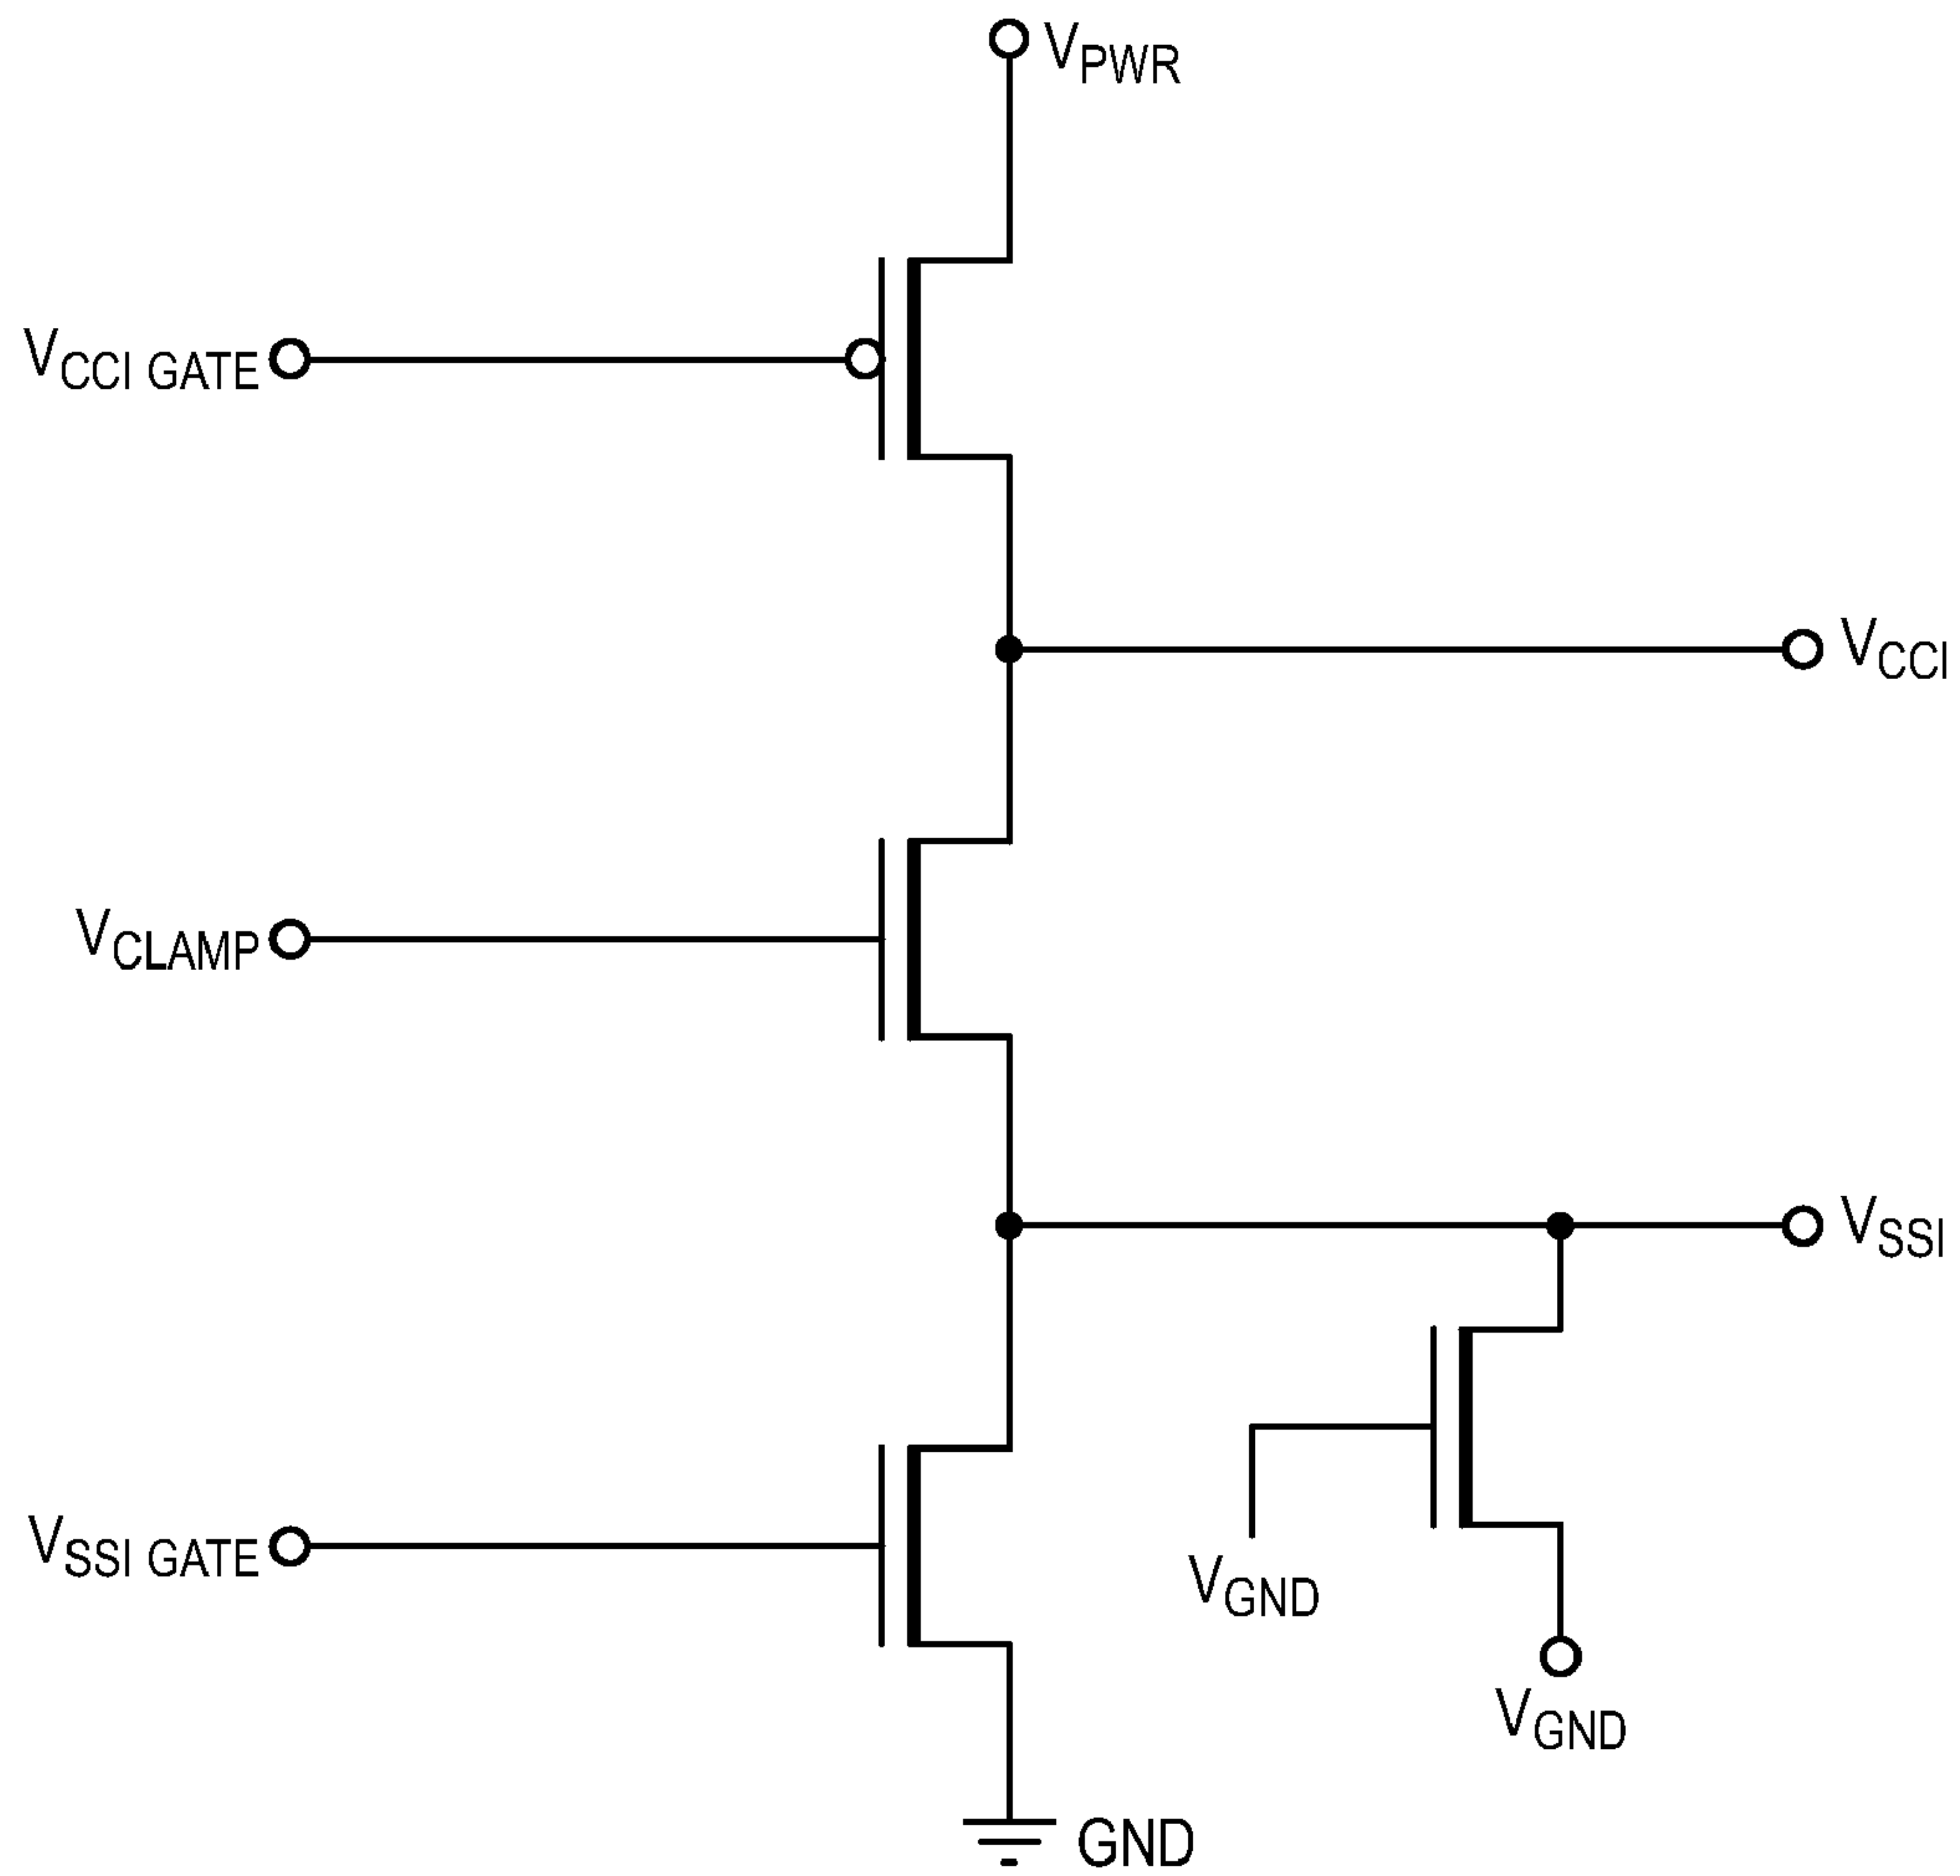 VPWR
VCCI GATE
VCCI
VCLAMP
VSSI
VSSI GATE
VGND
VGND
GND